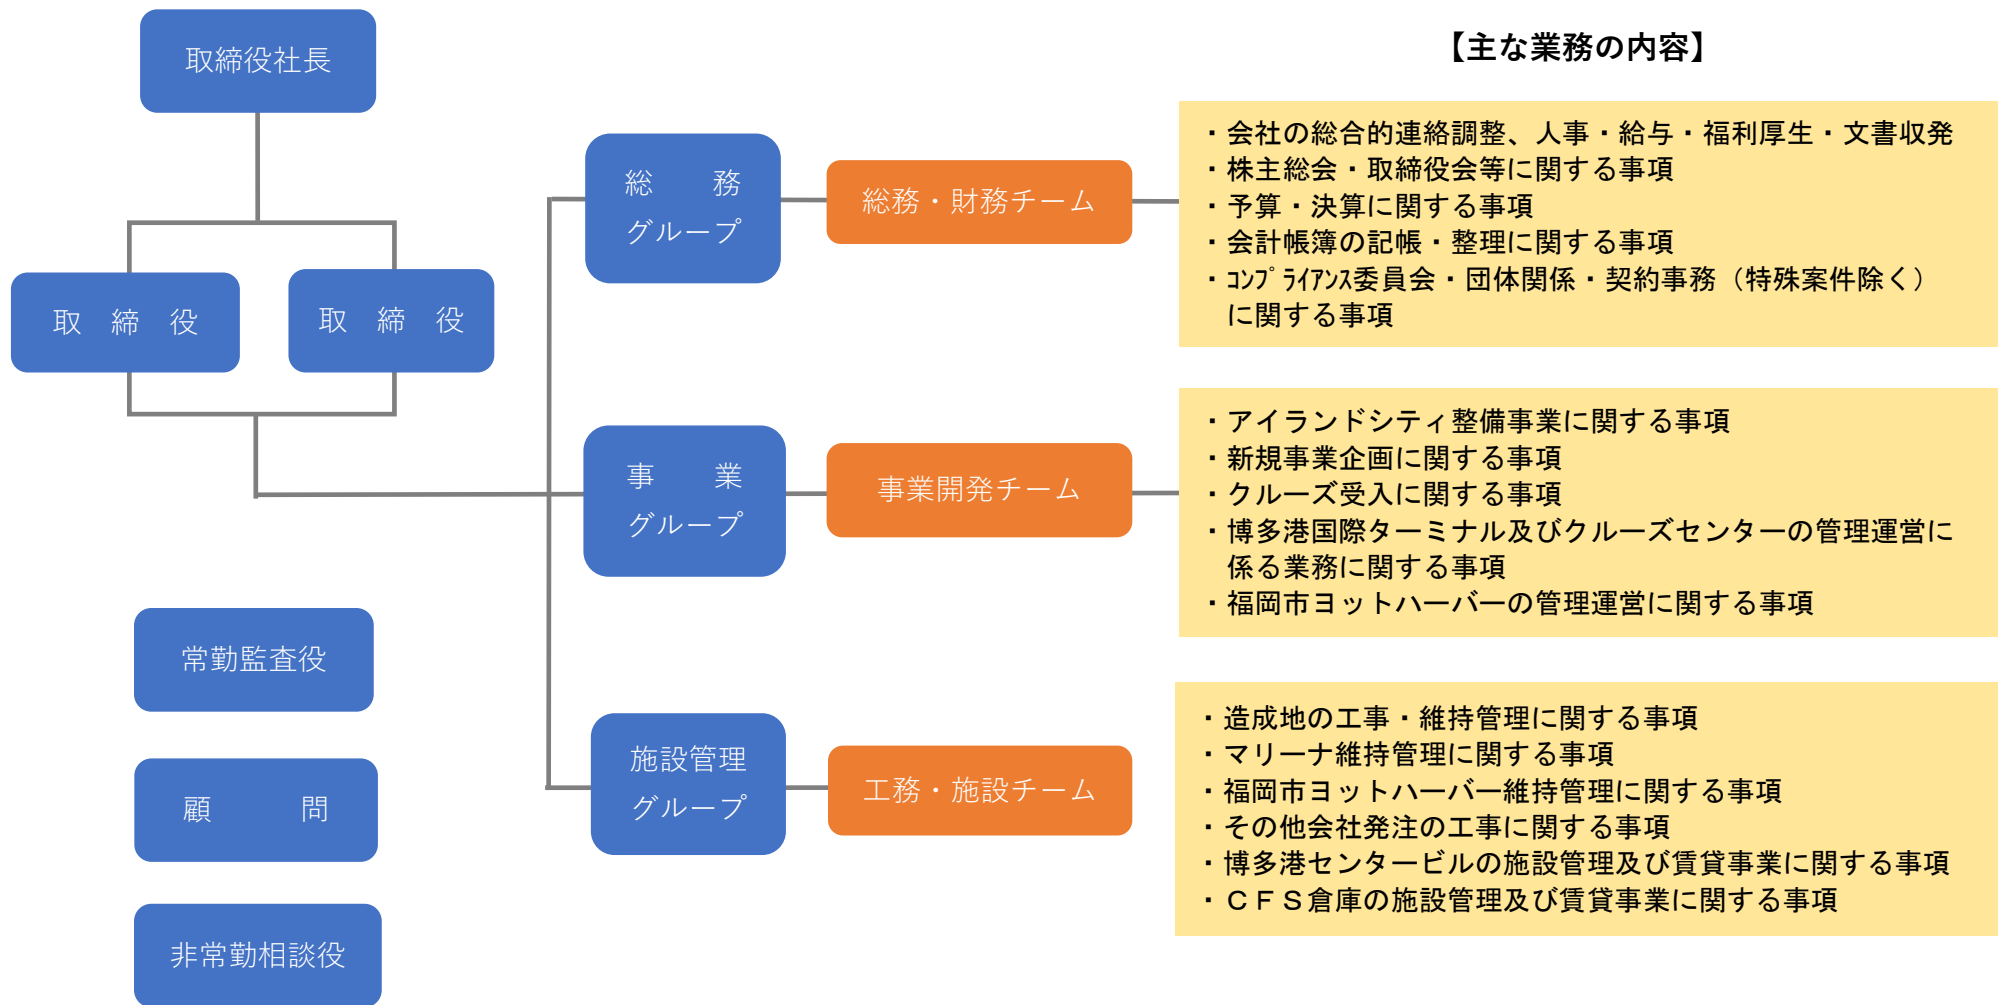 取締役社長
取　締　役
取　締　役
常勤監査役
顧　　　問
非常勤相談役
総　　務
グループ
総務・財務チーム
事　　業
グループ
事業開発チーム
施設管理
グループ
工務・施設チーム
【主な業務の内容】
・会社の総合的連絡調整、人事・給与・福利厚生・文書収発
・株主総会・取締役会等に関する事項
・予算・決算に関する事項
・会計帳簿の記帳・整理に関する事項
・ｺﾝﾌﾟﾗｲｱﾝｽ委員会・団体関係・契約事務（特殊案件除く）
に関する事項
・アイランドシティ整備事業に関する事項
・新規事業企画に関する事項
・クルーズ受入に関する事項
・博多港国際ターミナル及びクルーズセンターの管理運営に
係る業務に関する事項
・福岡市ヨットハーバーの管理運営に関する事項
・造成地の工事・維持管理に関する事項
・マリーナ維持管理に関する事項
・福岡市ヨットハーバー維持管理に関する事項
・その他会社発注の工事に関する事項
・博多港センタービルの施設管理及び賃貸事業に関する事項
・ＣＦＳ倉庫の施設管理及び賃貸事業に関する事項